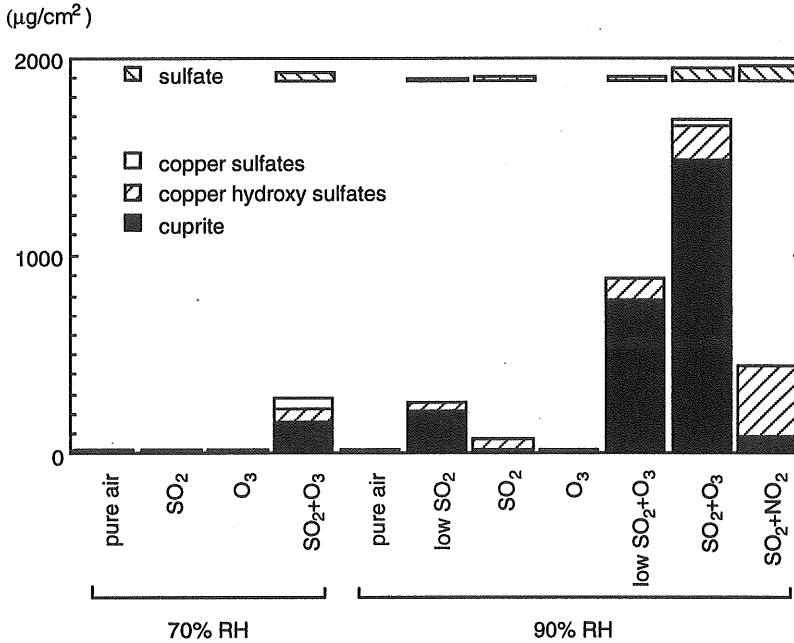 (µg/cm²)
2000
1000
0
sulfate
copper sulfates
copper hydroxy sulfates
cuprite
pure air
SO₂
O₃
SO₂+O₃
pure air
low SO₂
SO₂
O₃
low SO₂+O₃
SO₂+O₃
SO₂+NO₂
70% RH
90% RH